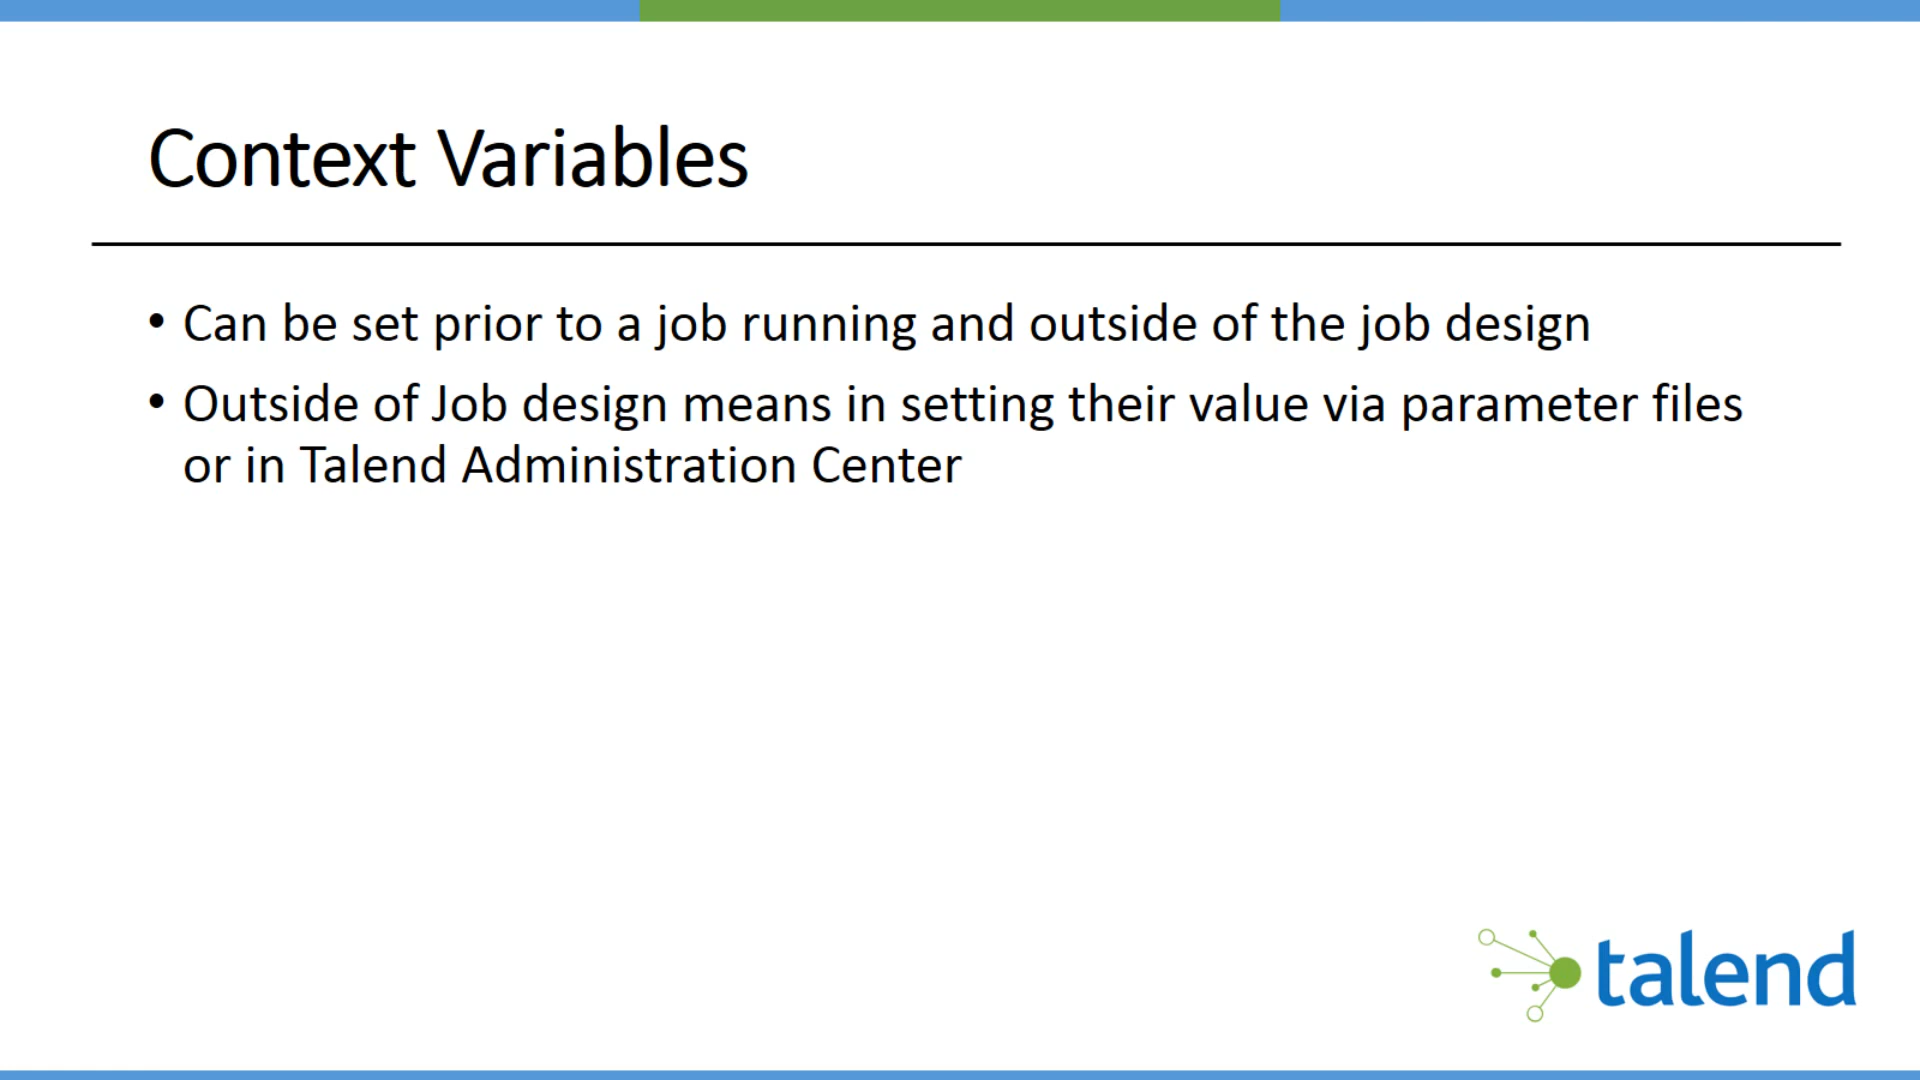 Context Variables
• Can be set prior to a job running and outside of the job design
• Outside of Job design means in setting their value via parameter files
or in Talend Administration Center
talend